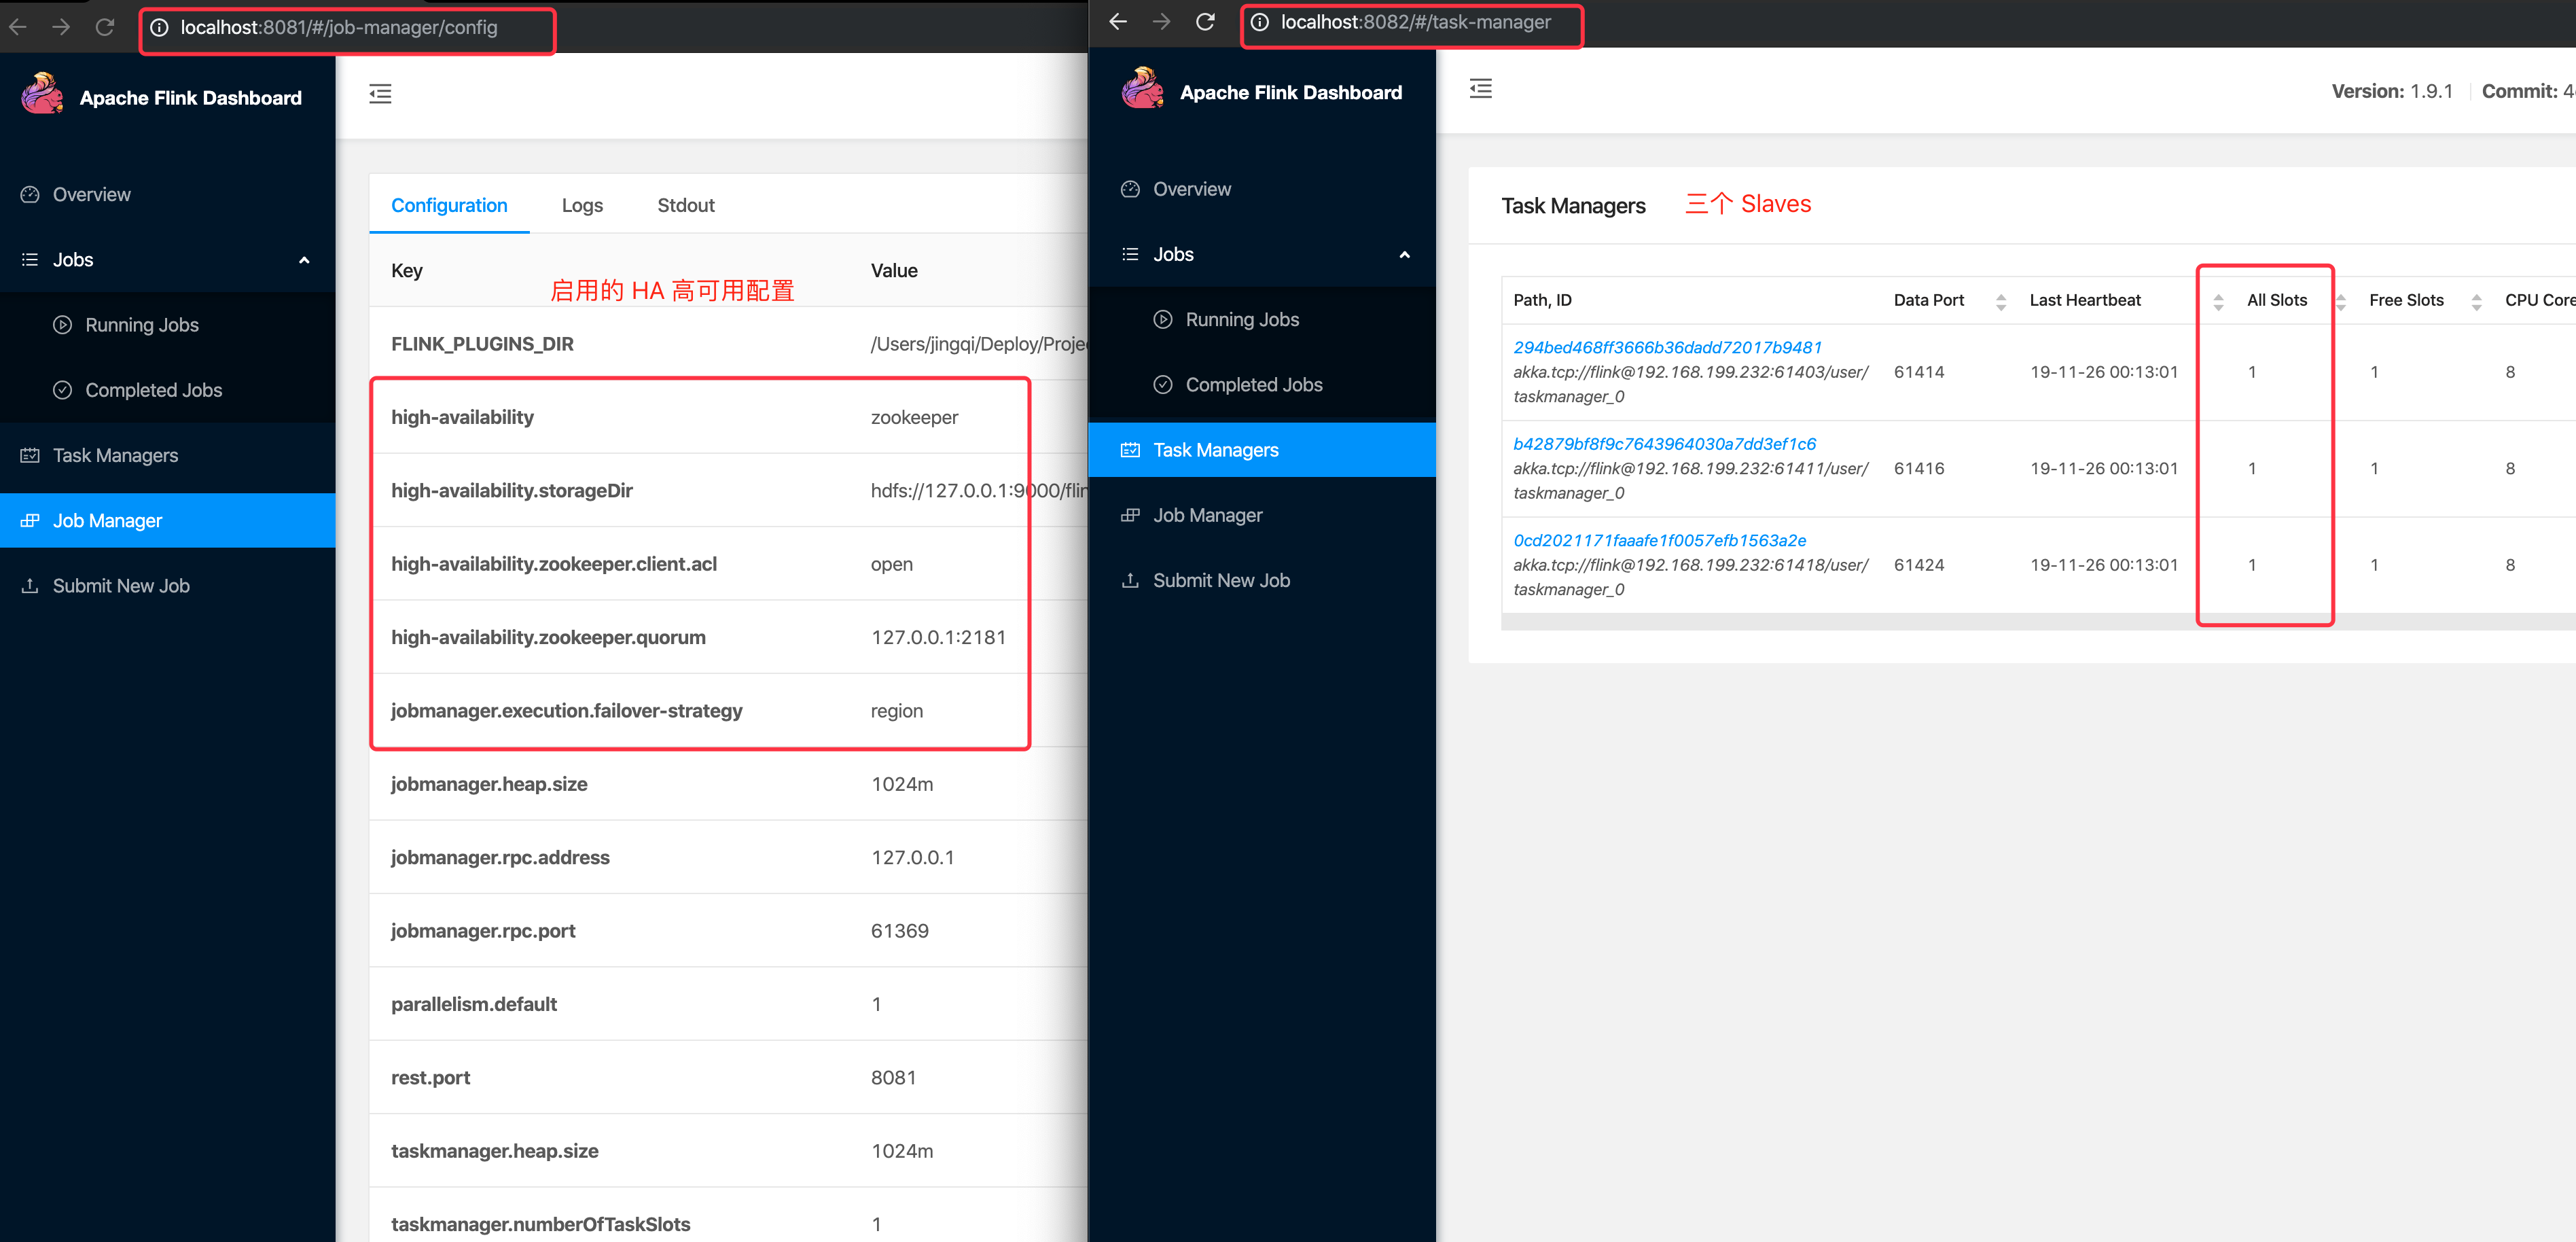 localhost:8081/#/job-manager/config
Apache Flink Dashboard
Overview
Jobs
Running Jobs
Completed Jobs
Task Managers
Job Manager
Submit New Job
Configuration Logs Stdout
Key Value
启用的 HA 高可用配置
FLINK_PLUGINS_DIR /Users/jingqi/Deploy/Proje
high-availability zookeeper
high-availability.storageDir hdfs://127.0.0.1:9000/flin
high-availability.zookeeper.client.acl open
high-availability.zookeeper.quorum 127.0.0.1:2181
jobmanager.execution.failover-strategy region
jobmanager.heap.size 1024m
jobmanager.rpc.address 127.0.0.1
jobmanager.rpc.port 61369
parallelism.default 1
rest.port 8081
taskmanager.heap.size 1024m
taskmanager.numberOfTaskSlots 1
localhost:8082/#/task-manager
Apache Flink Dashboard
Version: 1.9.1 Commit: 4
Overview
Jobs
Running Jobs
Completed Jobs
Task Managers
Job Manager
Submit New Job
Task Managers 三个 Slaves
Path, ID Data Port Last Heartbeat All Slots Free Slots CPU Core
294bed468ff3666b36dadd72017b9481
akka.tcp://flink@192.168.199.232:61403/user/ 61414 19-11-26 00:13:01 1 1 8
taskmanager_0
b42879bf8f9c7643964030a7dd3ef1c6
akka.tcp://flink@192.168.199.232:61411/user/ 61416 19-11-26 00:13:01 1 1 8
taskmanager_0
0cd2021171faaafe1f0057efb1563a2e
akka.tcp://flink@192.168.199.232:61418/user/ 61424 19-11-26 00:13:01 1 1 8
taskmanager_0